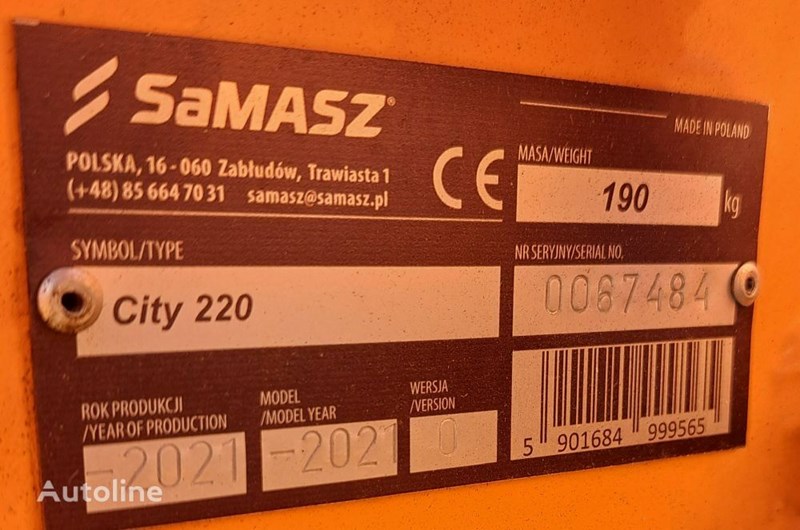 SaMASZ®
MADE IN POLAND
POLSKA, 16-060 Zabłudów, Trawiasta 1
(+48) 85 664 70 31 samasz@samasz.pl
CE
MASA/WEIGHT
190 kg
SYMBOL/TYPE
City 220
NR SERYJNY/SERIAL NO.
0067484
ROK PRODUKCJI
/YEAR OF PRODUCTION
-2021
MODEL
/MODEL YEAR
-2021
WERSJA
/VERSION
0
5 901684 999565
Autoline